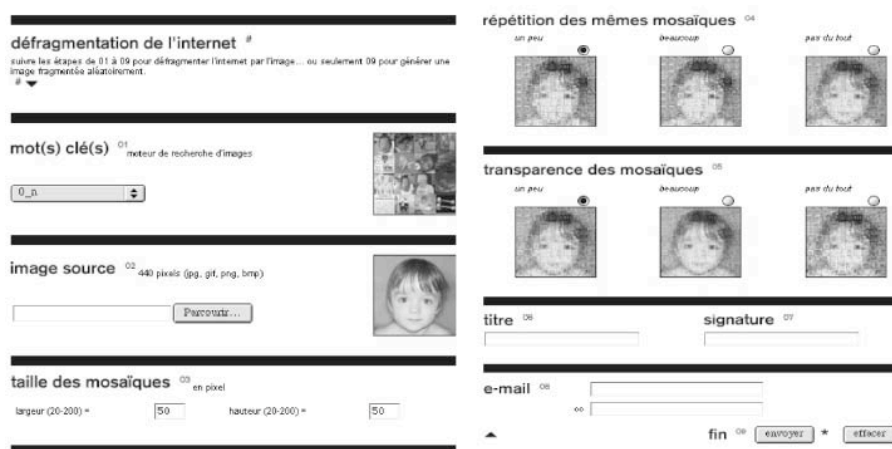 défragmentation de l'internet #
suivre les étapes de 01 à 09 pour défragmenter l'internet par l'image... ou seulement 09 pour générer une
image fragmentée aléatoirement.
#
mot(s) clé(s) 01 moteur de recherche d'images
0_n
image source 02 440 pixels (jpg, gif, png, bmp)
Parcourir...
taille des mosaïques 03 en pixel
largeur (20-200) = 50 hauteur (20-200) = 50
répétition des mêmes mosaïques 04
un peu beaucoup pas du tout
transparence des mosaïques 05
un peu beaucoup pas du tout
titre 06 signature 07
e-mail 08
fin 09 envoyer * effacer